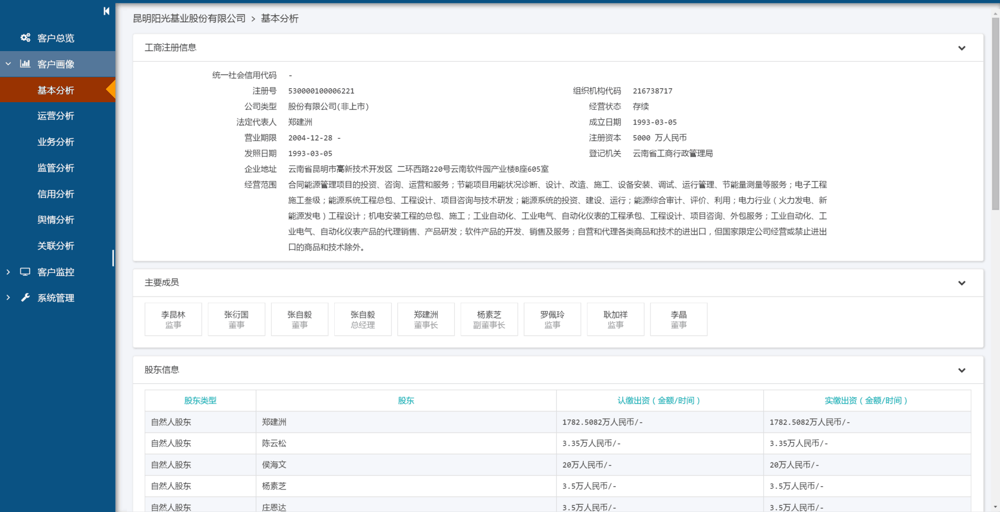 昆明阳光基业股份有限公司 > 基本分析
客户总览
客户画像
基本分析
运营分析
业务分析
监管分析
信用分析
舆情分析
关联分析
客户监控
系统管理
工商注册信息
统一社会信用代码 -
注册号 530000100006221 组织机构代码 216738717
公司类型 股份有限公司(非上市) 经营状态 存续
法定代表人 郑建洲 成立日期 1993-03-05
营业期限 2004-12-28 - 注册资本 5000 万人民币
发照日期 1993-03-05 登记机关 云南省工商行政管理局
企业地址 云南省昆明市高新技术开发区 二环西路220号云南软件园产业楼B座605室
经营范围 合同能源管理项目的投资、咨询、运营和服务；节能项目用能状况诊断、设计、改造、施工、设备安装、调试、运行管理、节能量测量等服务；电子工程
施工叁级；能源系统工程总包、工程设计、项目咨询与技术研发；能源系统的投资、建设、运行；能源综合审计、评价、利用；电力行业（火力发电、新
能源发电）工程设计；机电安装工程的总包、施工；工业自动化、工业电气、自动化仪表的工程承包、工程设计、项目咨询、外包服务；工业自动化、工
业电气、自动化仪表产品的代理销售、产品研发；软件产品的开发、销售及服务；自营和代理各类商品和技术的进出口，但国家限定公司经营或禁止进出
口的商品和技术除外。
主要成员
李昆林 张衍国 张自毅 张自毅 郑建洲 杨素芝 罗佩玲 耿加祥 李晶
监事 董事 董事 总经理 董事长 副董事长 监事 监事 董事
股东信息
股东类型 股东 认缴出资（金额/时间） 实缴出资（金额/时间）
自然人股东 郑建洲 1782.5082万人民币/- 1782.5082万人民币/-
自然人股东 陈云松 3.35万人民币/- 3.35万人民币/-
自然人股东 侯海文 20万人民币/- 20万人民币/-
自然人股东 杨素芝 3.5万人民币/- 3.5万人民币/-
自然人股东 庄恩达 3.5万人民币/- 3.5万人民币/-